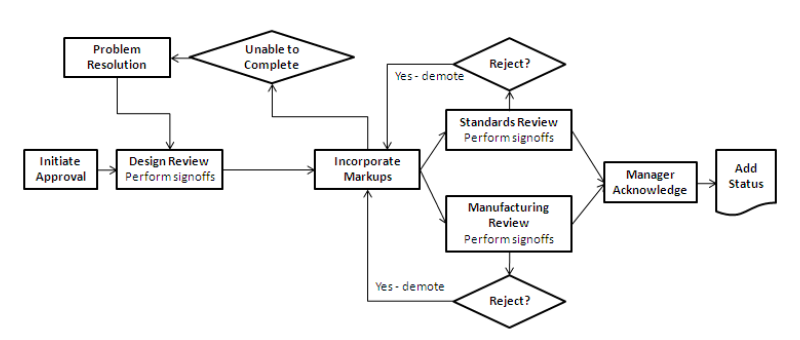 Problem
Resolution
Unable to
Complete
Reject?
Yes - demote
Standards Review
Perform signoffs
Initiate
Approval
Design Review
Perform signoffs
Incorporate
Markups
Manager
Acknowledge
Add
Status
Manufacturing
Review
Perform signoffs
Yes - demote
Reject?